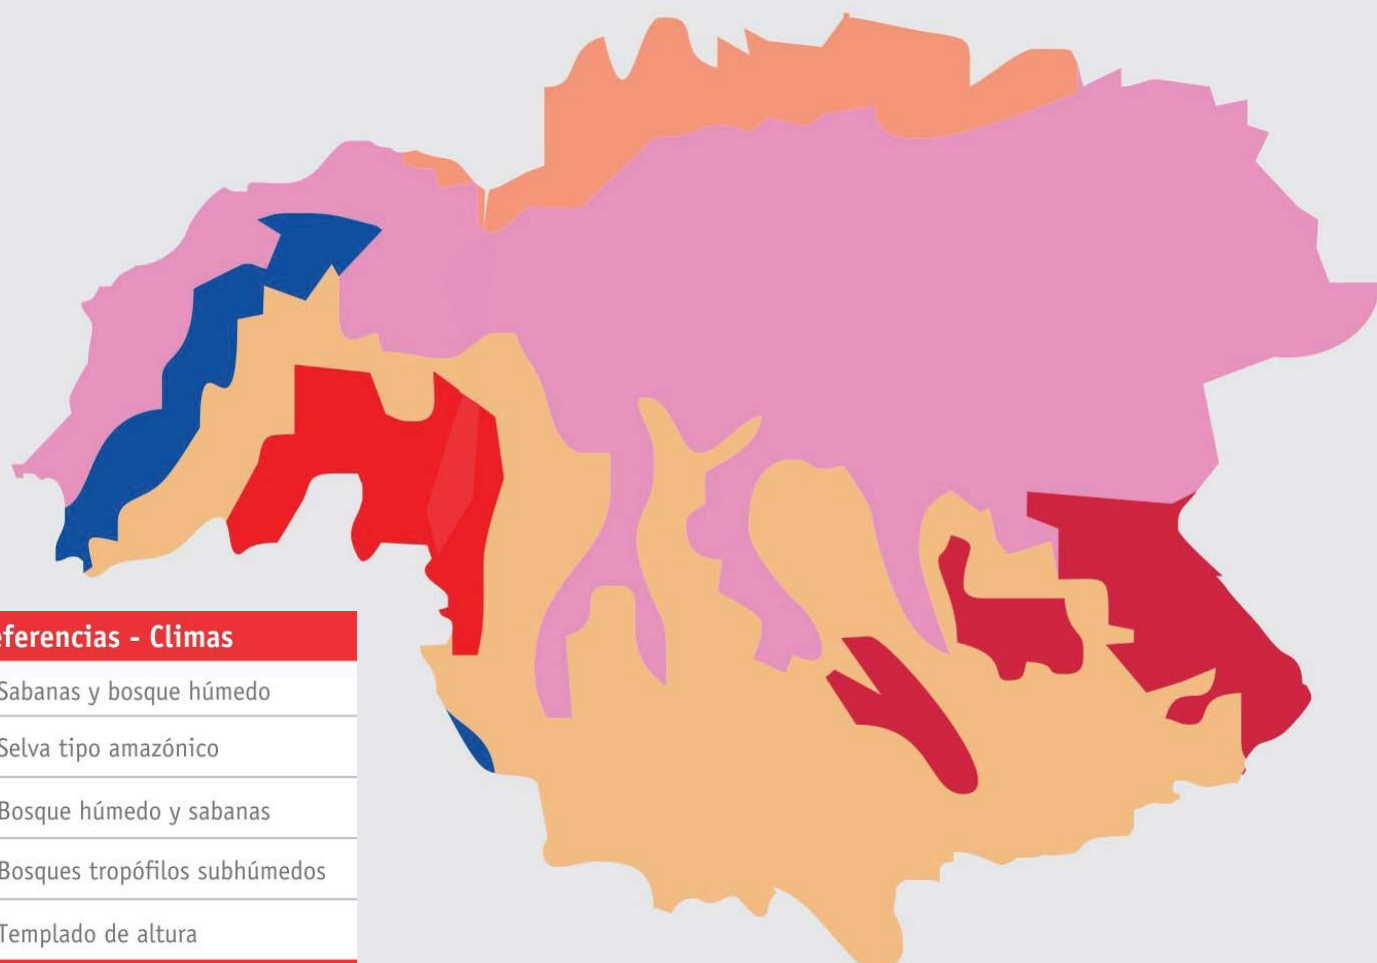 eferencias - Climas
Sabanas y bosque húmedo
Selva tipo amazónico
Bosque húmedo y sabanas
Bosques tropófilos subhúmedos
Templado de altura